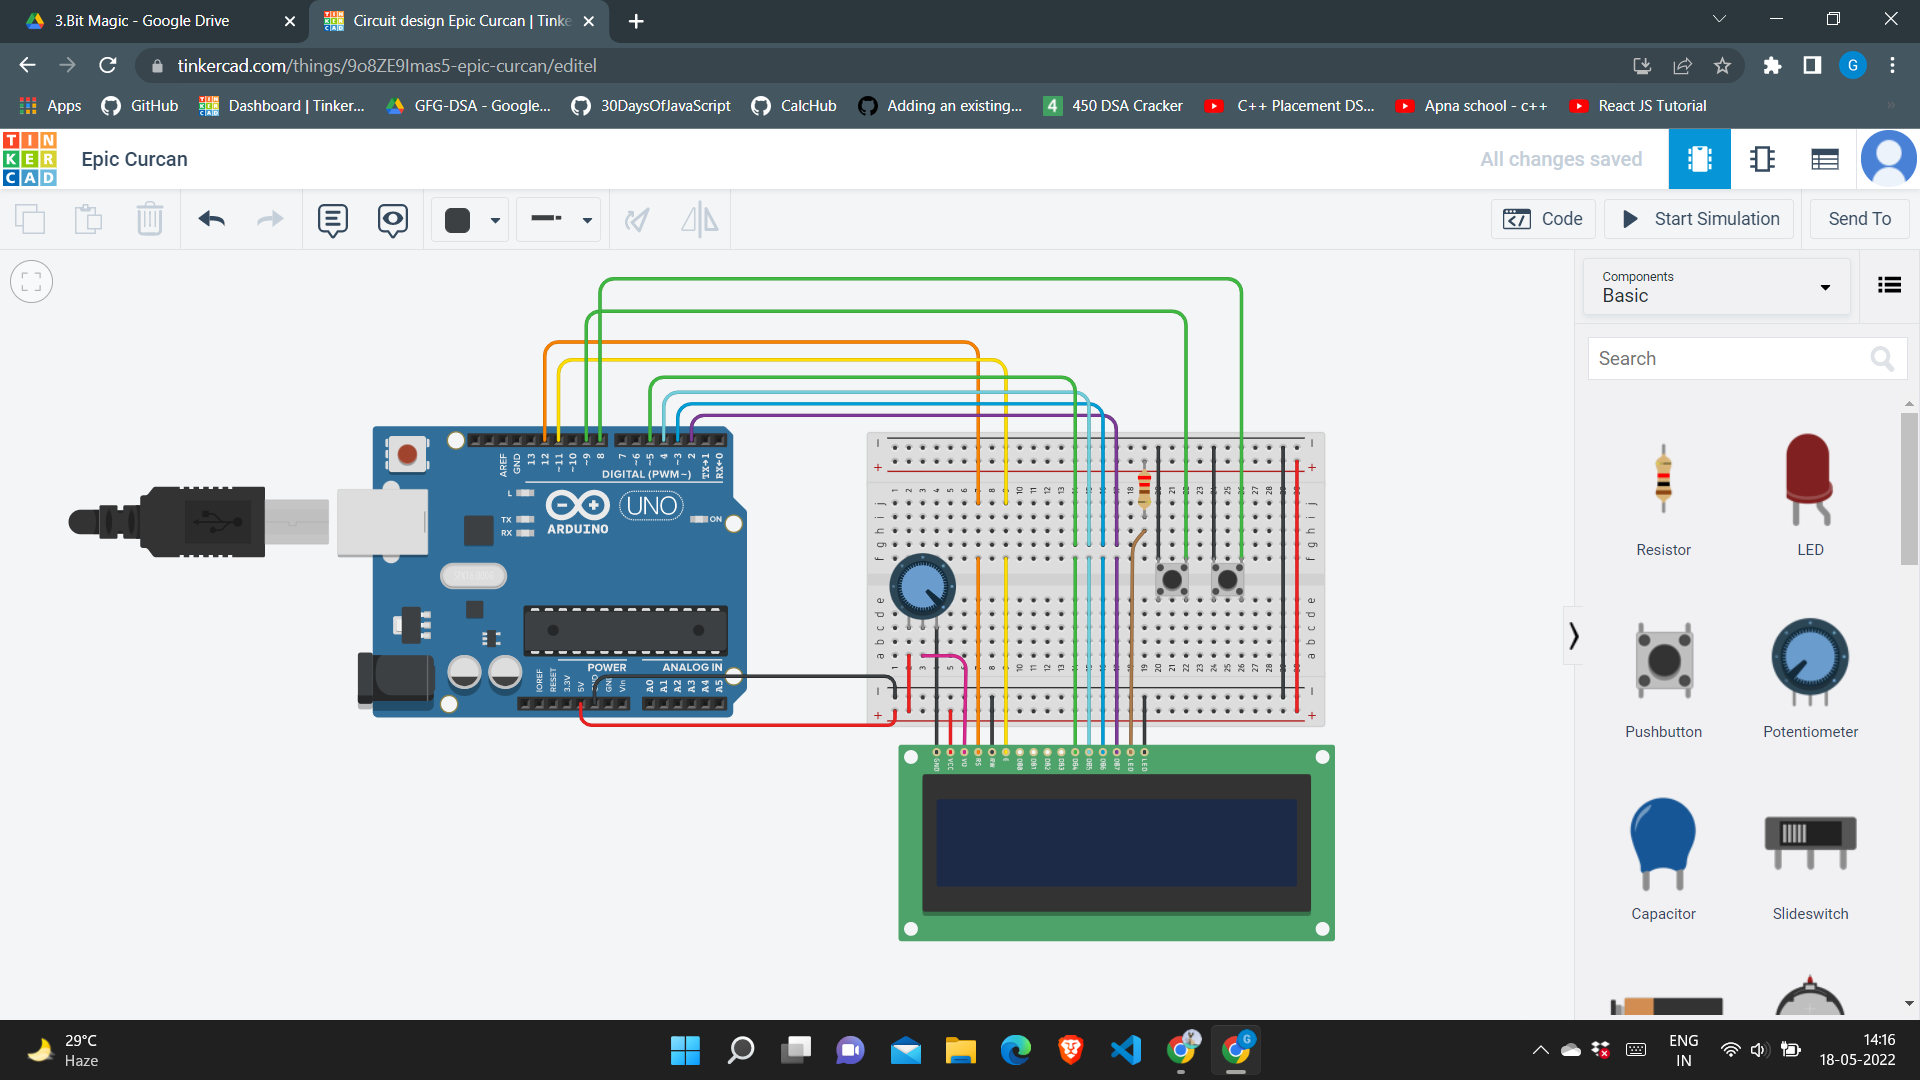 3.Bit Magic - Google Drive
Circuit design Epic Curcan | Tinke
tinkercad.com/things/9o8ZE9Imas5-epic-curcan/editel
G
Apps
GitHub
Dashboard | Tinker...
GFG-DSA - Google...
30DaysOfJavaScript
CalcHub
Adding an existing...
4
450 DSA Cracker
C++ Placement DS...
Apna school - c++
React JS Tutorial
»
TIN
KER
CAD
Epic Curcan
All changes saved
Code
Start Simulation
Send To
Components
Basic
Search
Resistor
LED
Pushbutton
Potentiometer
Capacitor
Slideswitch
AREF
GND
13
12
~11
~10
~9
8
7
~6
~5
4
~3
2
TX→1
RX←0
DIGITAL (PWM~)
L
TX
RX
ARDUINO
UNO
ON
POWER
ANALOG IN
IOREF
RESET
3.3V
5V
GND
Vin
A0
A1
A2
A3
A4
A5
GND
VCC
V0
RS
RW
E
DB0
DB1
DB2
DB3
DB4
DB5
DB6
DB7
LED
LED
29°C
Haze
G
ENG
IN
14:16
18-05-2022